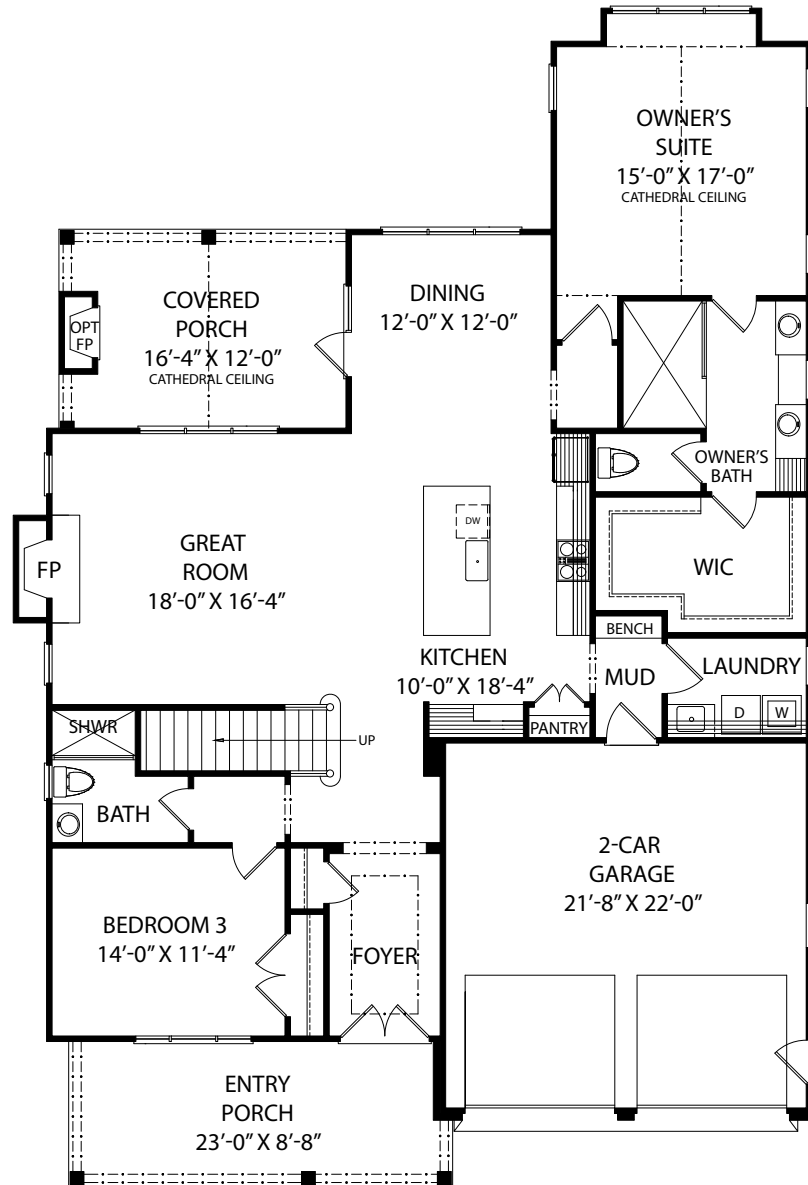 OWNER’S
SUITE
15’-0” X 17’-0”
CATHEDRAL CEILING
COVERED
PORCH
16’-4” X 12’-0”
CATHEDRAL CEILING
OPT
FP
DINING
12’-0” X 12’-0”
OWNER’S
BATH
DW
FP
GREAT
ROOM
18’-0” X 16’-4”
WIC
BENCH
KITCHEN
10’-0” X 18’-4”
MUD
LAUNDRY
D
W
PANTRY
SHWR
UP
BATH
2-CAR
GARAGE
21’-8” X 22’-0”
BEDROOM 3
14’-0” X 11’-4”
FOYER
ENTRY
PORCH
23’-0” X 8’-8”